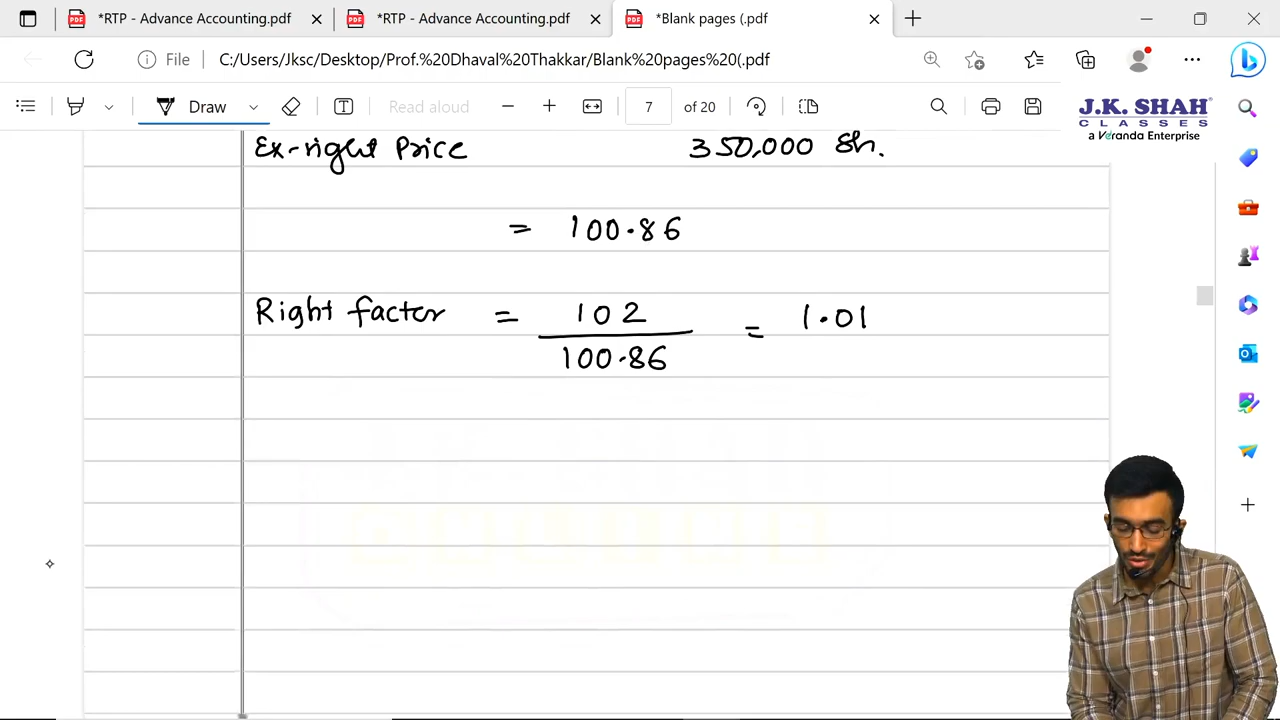 *RTP - Advance Accounting.pdf
*RTP - Advance Accounting.pdf
*Blank pages (.pdf
File
C:/Users/Jksc/Desktop/Prof.%20Dhaval%20Thakkar/Blank%20pages%20(.pdf
Draw
Read aloud
7 of 20
J.K. SHAH
CLASSES
a Veranda Enterprise
Ex-right Price 350,000 Sh.
= 100.86
Right factor = 102 / 100.86 = 1.01